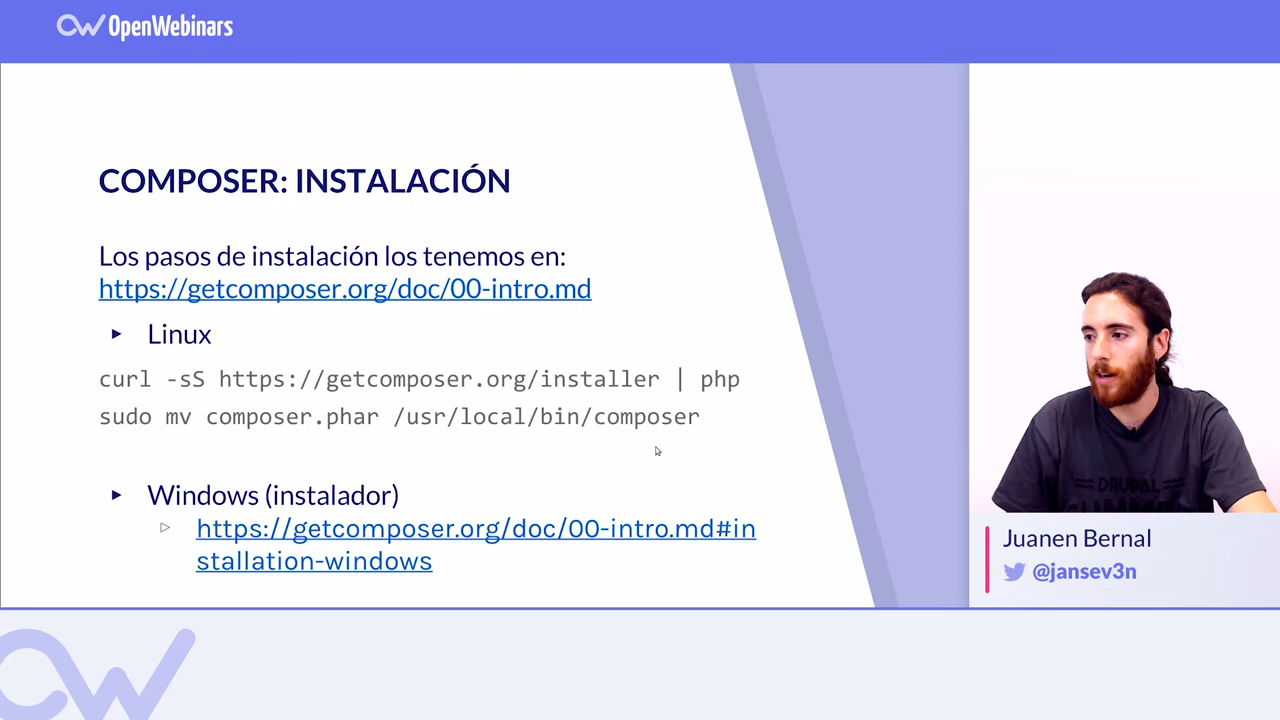 OpenWebinars
COMPOSER: INSTALACIÓN
Los pasos de instalación los tenemos en:
https://getcomposer.org/doc/00-intro.md
‣ Linux
curl -sS https://getcomposer.org/installer | php
sudo mv composer.phar /usr/local/bin/composer
‣ Windows (instalador)
▹ https://getcomposer.org/doc/00-intro.md#in
stallation-windows
DRUPAL
Juanen Bernal
@jansev3n